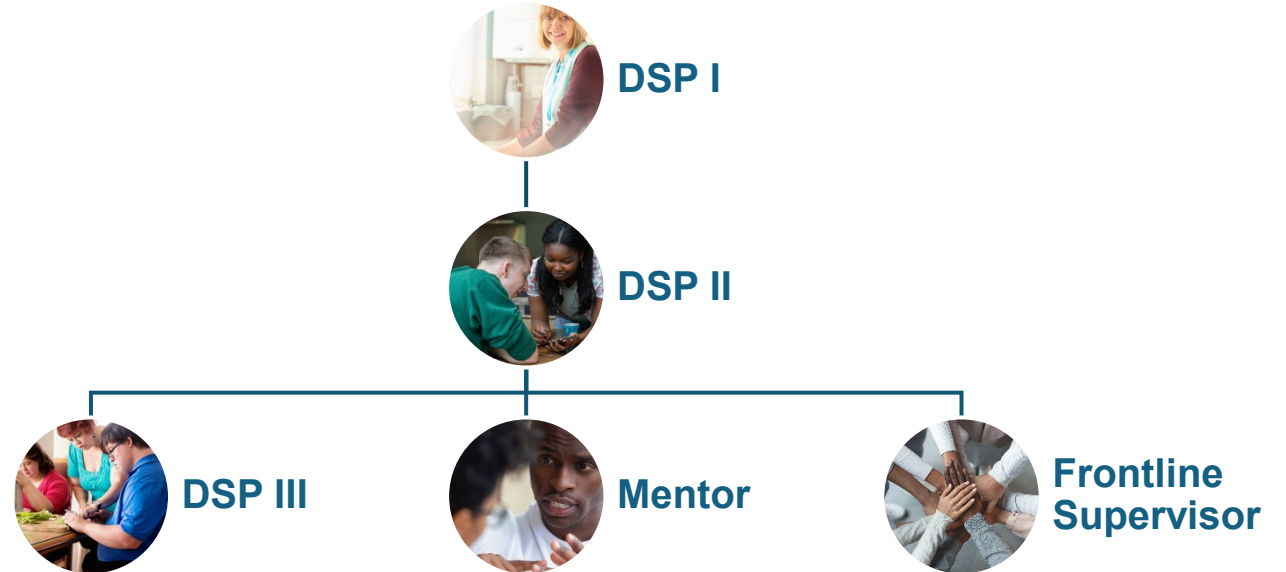 DSP I
DSP II
DSP III
Mentor
Frontline
Supervisor